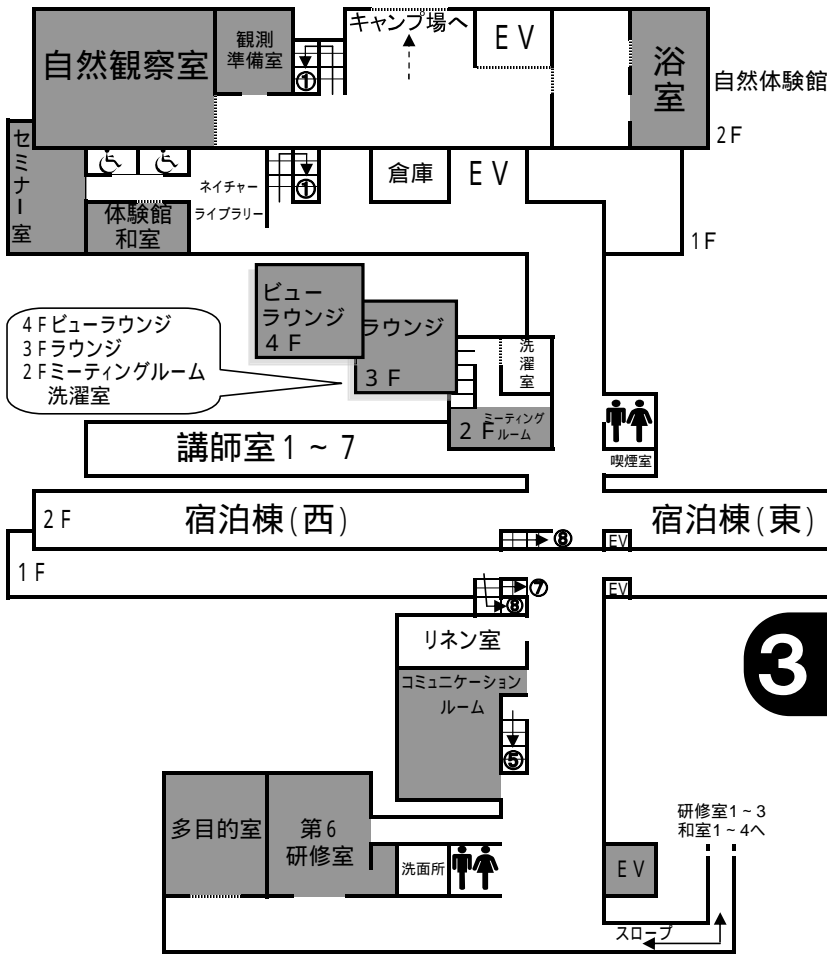 キャンプ場へ
EV
観測
準備室
自然観察室
浴室
自然体験館
①
2F
セミナー室
倉庫
EV
①
ネイチャー
ライブラリー
体験館
和室
1F
ビュー
ラウンジ
4F
ラウンジ
3F
4Fビューラウンジ
3Fラウンジ
2Fミーティングルーム
洗濯室
洗濯室
2F
ミーティング
ルーム
講師室1~7
喫煙室
2F
宿泊棟(西)
宿泊棟(東)
⑧
EV
1F
⑦
⑧
EV
リネン室
3
コミュニケーション
ルーム
⑤
研修室1~3
和室1~4へ
多目的室
第6
研修室
洗面所
EV
スロープ